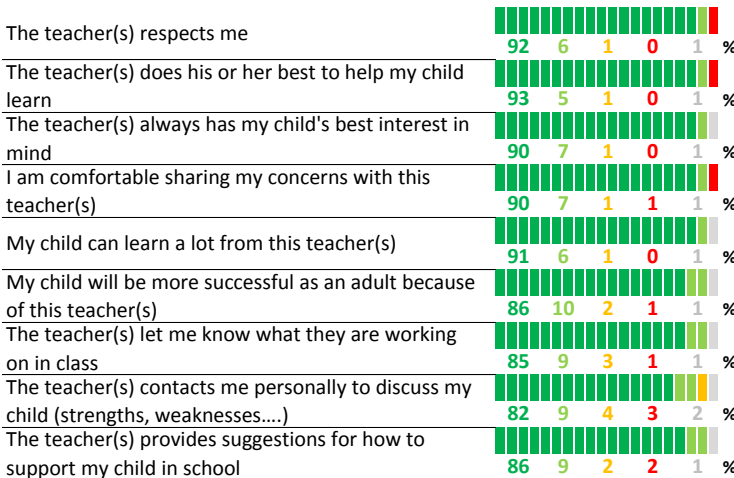 The teacher(s) respects me
92 6 1 0 1 %
The teacher(s) does his or her best to help my child
learn
93 5 1 0 1 %
The teacher(s) always has my child's best interest in
mind
90 7 1 0 1 %
I am comfortable sharing my concerns with this
teacher(s)
90 7 1 1 1 %
My child can learn a lot from this teacher(s)
91 6 1 0 1 %
My child will be more successful as an adult because
of this teacher(s)
86 10 2 1 1 %
The teacher(s) let me know what they are working
on in class
85 9 3 1 1 %
The teacher(s) contacts me personally to discuss my
child (strengths, weaknesses....)
82 9 4 3 2 %
The teacher(s) provides suggestions for how to
support my child in school
86 9 2 2 1 %